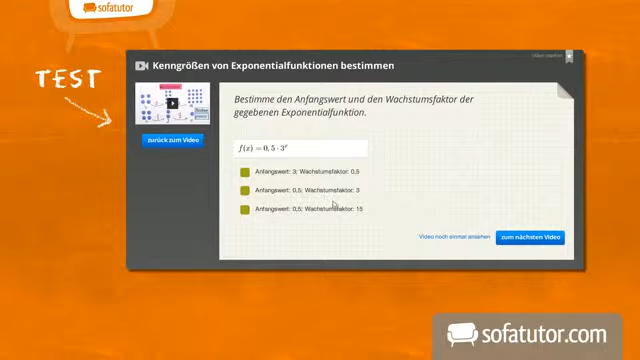 sofatutor
TEST
Video ansehen
Kenngrößen von Exponentialfunktionen bestimmen
Bestimme den Anfangswert und den Wachstumsfaktor der
gegebenen Exponentialfunktion.
zurück zum Video
f(x) = 0, 5 · 3^x
Anfangswert: 3; Wachstumsfaktor: 0,5
Anfangswert: 0,5; Wachstumsfaktor: 3
Anfangswert: 0,5; Wachstumsfaktor: 15
Video noch einmal ansehen
zum nächsten Video
sofatutor.com